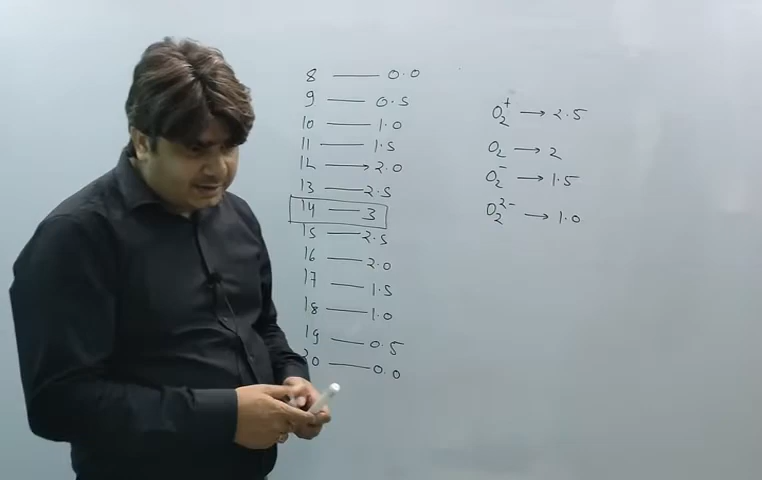 8 —— 0.0
9 —— 0.5
10 —— 1.0
11 —— 1.5
12 ⟶ 2.0
13 —— 2.5
14 —— 3
15 —— 2.5
16 —— 2.0
17 —— 1.5
18 —— 1.0
19 —— 0.5
20 —— 0.0
O₂⁺ → 2.5
O₂ → 2
O₂⁻ → 1.5
O₂²⁻ → 1.0